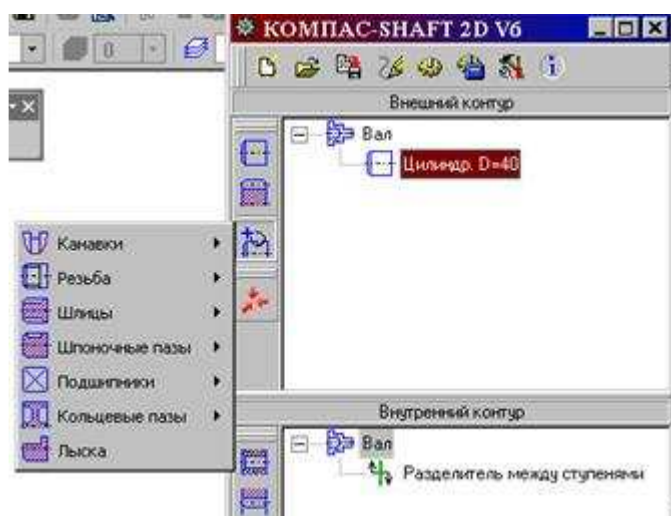 КОМПАС-SHAFT 2D V6
0
Внешний контур
Вал
Цилиндр. D=40
Канавки
Резьба
Шлицы
Шпоночные пазы
Подшипники
Кольцевые пазы
Лыска
Внутренний контур
Вал
Разделитель между ступенями